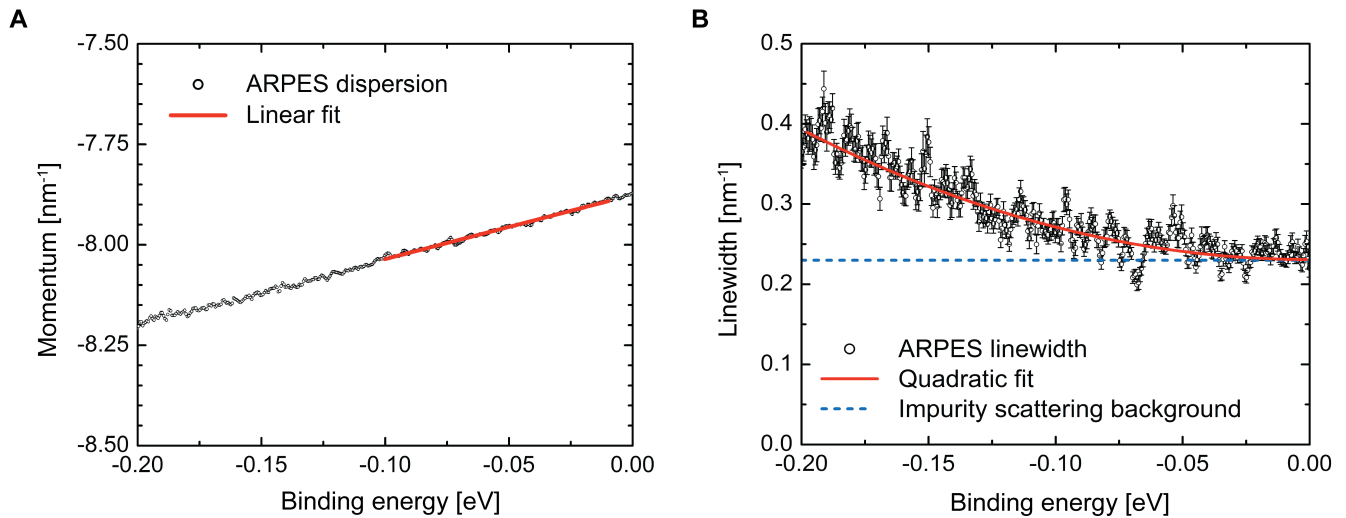 A
-7.50
-7.75
-8.00
-8.25
-8.50
Momentum [nm⁻¹]
ARPES dispersion
Linear fit
-0.20
-0.15
-0.10
-0.05
0.00
Binding energy [eV]
B
0.5
0.4
0.3
0.2
0.1
0.0
Linewidth [nm⁻¹]
ARPES linewidth
Quadratic fit
Impurity scattering background
-0.20
-0.15
-0.10
-0.05
0.00
Binding energy [eV]